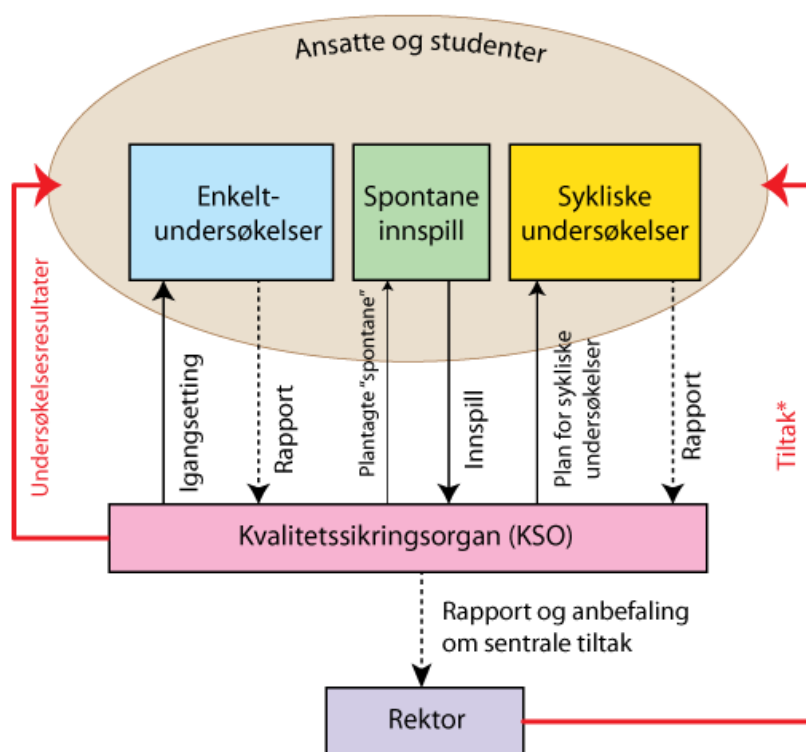 Ansatte og studenter
Enkelt-
undersøkelser
Spontane
innspill
Sykliske
undersøkelser
Undersøkelsesresultater
Igangsetting
Rapport
Plantagte "spontane"
Innspill
Plan for sykliske
undersøkelser
Rapport
Tiltak*
Kvalitetssikringsorgan (KSO)
Rapport og anbefaling
om sentrale tiltak
Rektor